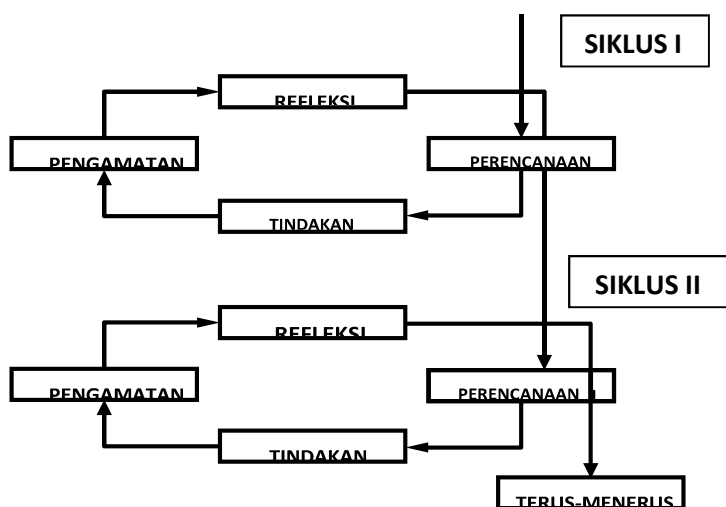 SIKLUS I
REFLEKSI
PENGAMATAN
PERENCANAAN
TINDAKAN
SIKLUS II
REFLEKSI
PENGAMATAN
PERENCANAAN
TINDAKAN
TERUS-MENERUS